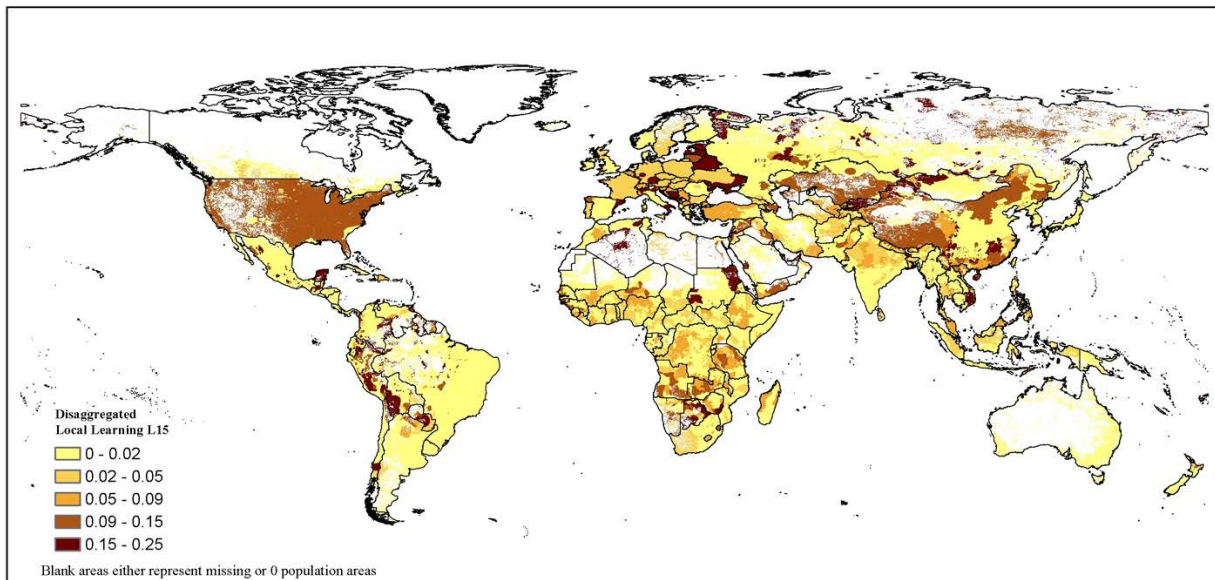 Disaggregated
Local Learning L15
0 - 0.02
0.02 - 0.05
0.05 - 0.09
0.09 - 0.15
0.15 - 0.25
Blank areas either represent missing or 0 population areas